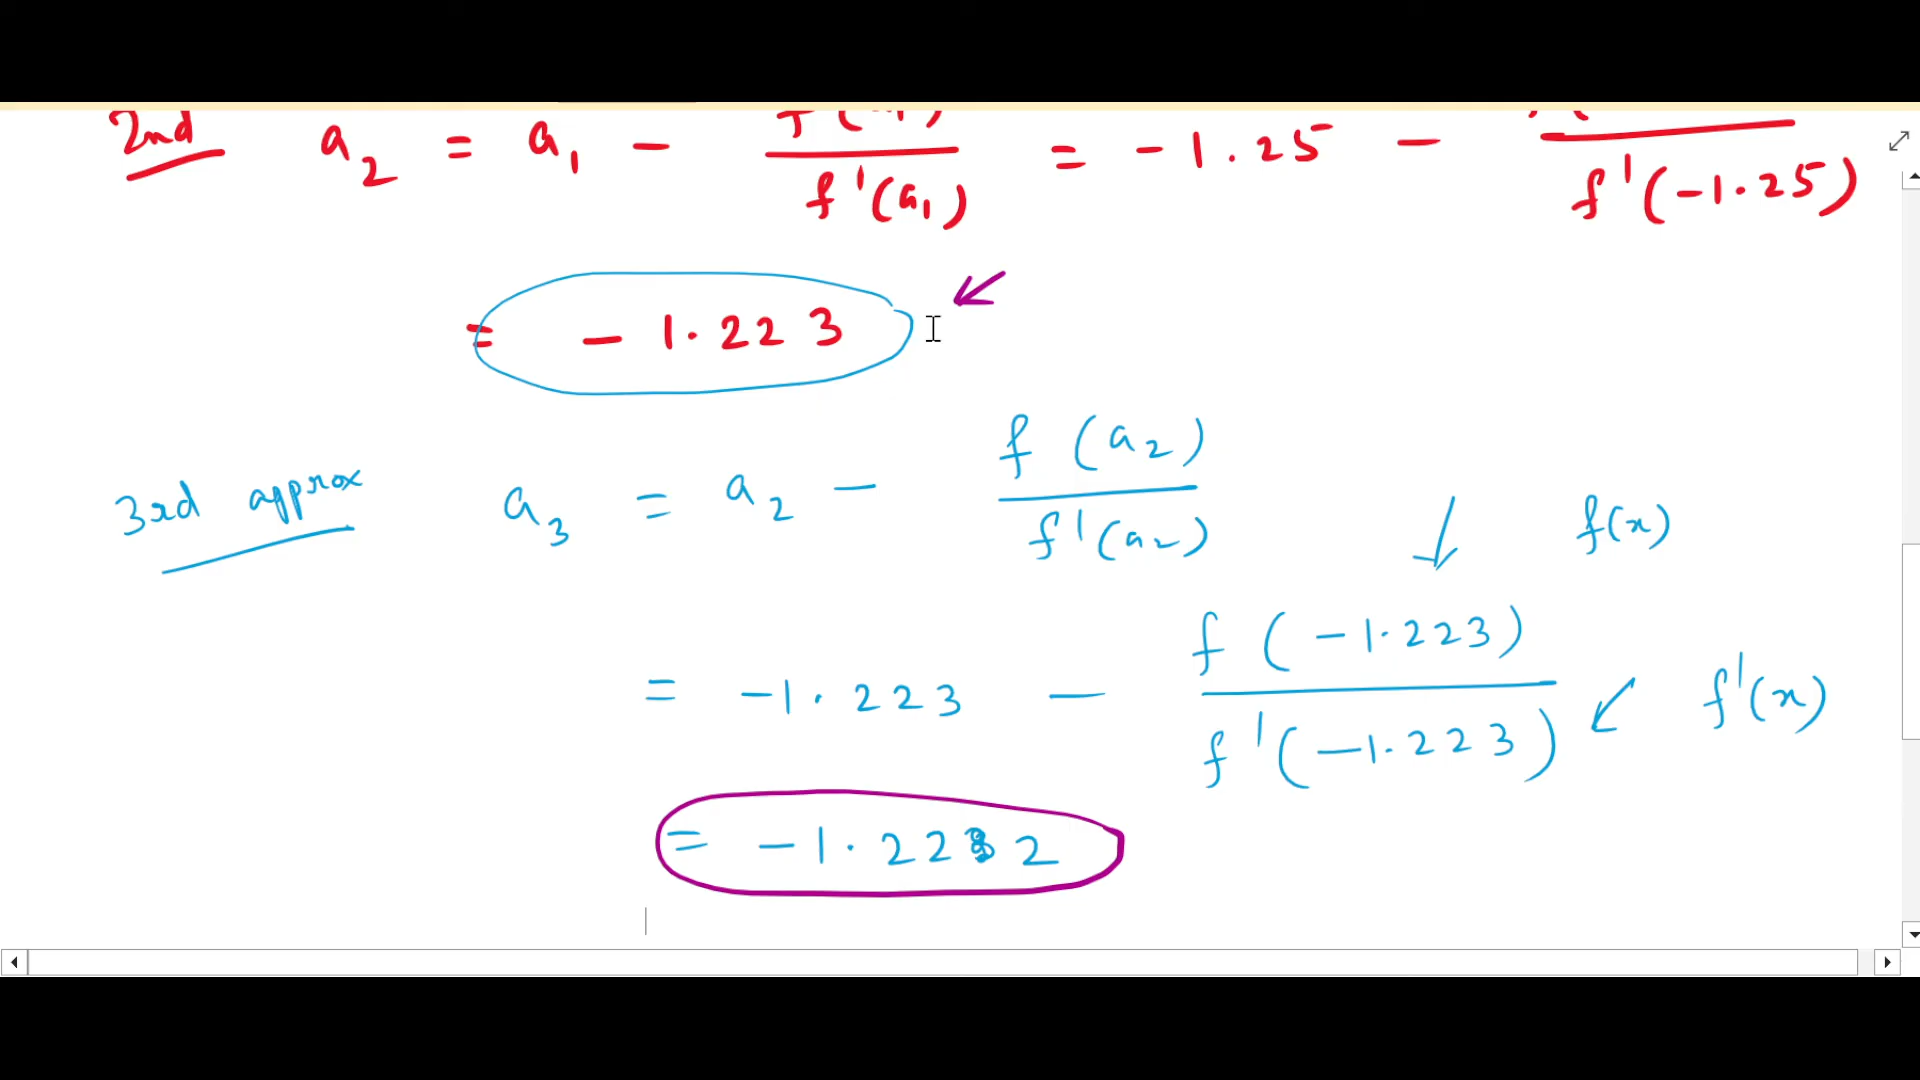 2nd a2 = a1 - f(a1) / f'(a1) = -1.25 - / f'(-1.25)
= -1.223
3rd approx a3 = a2 - f(a2) / f'(a2)
f(x)
= -1.223 - f(-1.223) / f'(-1.223)
f'(x)
= -1.2232